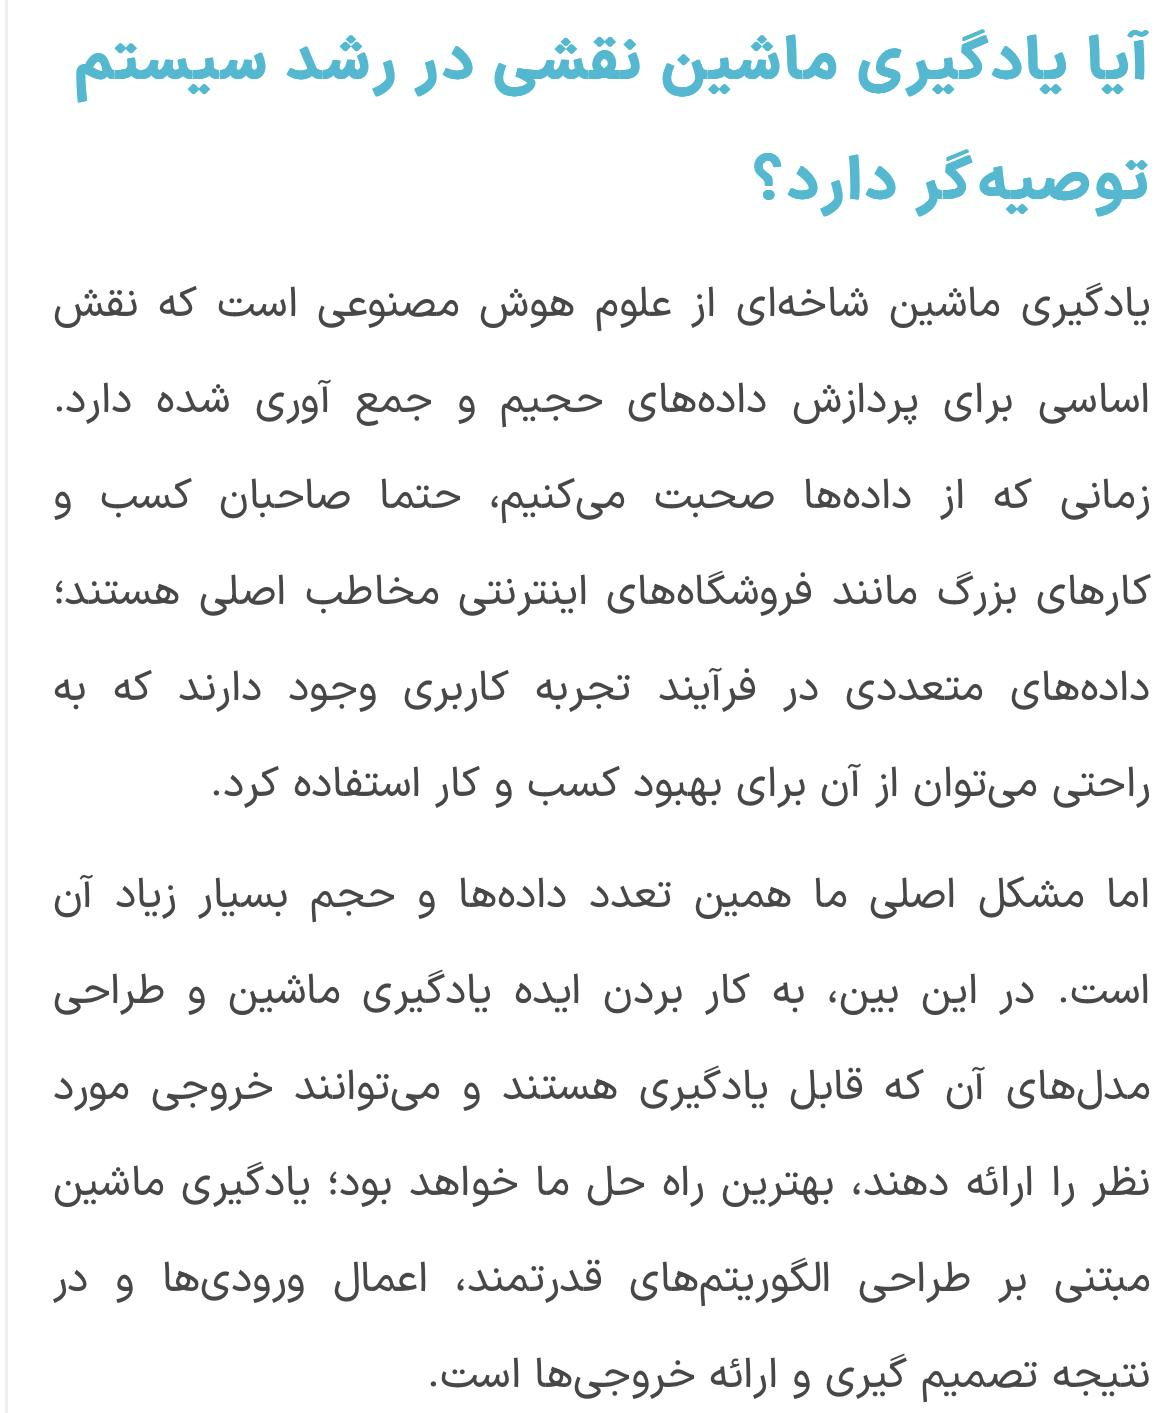 آیا یادگیری ماشین نقشی در رشد سیستم
توصیه‌گر دارد؟
یادگیری ماشین شاخه‌ای از علوم هوش مصنوعی است که نقش
اساسی برای پردازش داده‌های حجیم و جمع آوری شده دارد.
زمانی که از داده‌ها صحبت می‌کنیم، حتما صاحبان کسب و
کارهای بزرگ مانند فروشگاه‌های اینترنتی مخاطب اصلی هستند؛
داده‌های متعددی در فرآیند تجربه کاربری وجود دارند که به
راحتی می‌توان از آن برای بهبود کسب و کار استفاده کرد.
اما مشکل اصلی ما همین تعدد داده‌ها و حجم بسیار زیاد آن
است. در این بین، به کار بردن ایده یادگیری ماشین و طراحی
مدل‌های آن که قابل یادگیری هستند و می‌توانند خروجی مورد
نظر را ارائه دهند، بهترین راه حل ما خواهد بود؛ یادگیری ماشین
مبتنی بر طراحی الگوریتم‌های قدرتمند، اعمال ورودی‌ها و در
نتیجه تصمیم گیری و ارائه خروجی‌ها است.